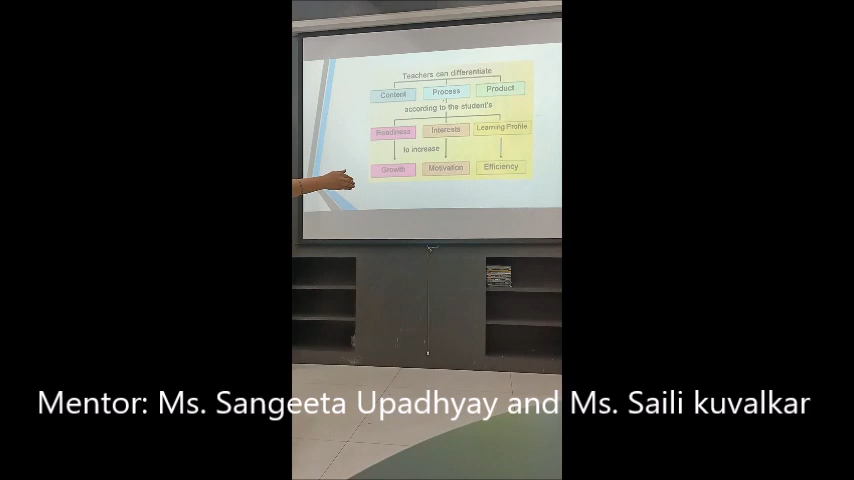 Teachers can differentiate
Content Process Product
according to the student's
Readiness Interests Learning Profile
to increase
Growth Motivation Efficiency
Mentor: Ms. Sangeeta Upadhyay and Ms. Saili kuvalkar